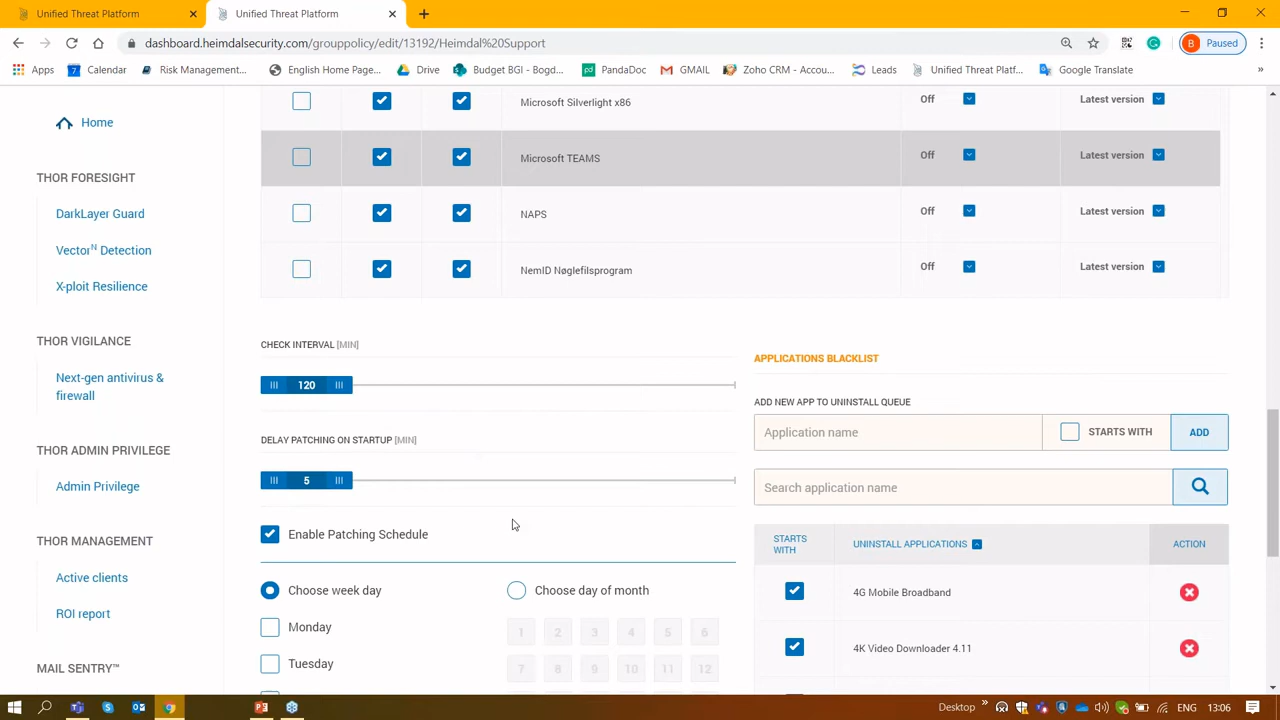 Unified Threat Platform
Unified Threat Platform
dashboard.heimdalsecurity.com/grouppolicy/edit/13192/Heimdal%20Support
B Paused
Apps
7 Calendar
Risk Management...
English Home Page...
Drive
Budget BGI - Bogd...
pd PandaDoc
GMAIL
Zoho CRM - Accou...
Leads
Unified Threat Platf...
Google Translate
»
Home
THOR FORESIGHT
DarkLayer Guard
VectorN Detection
X-ploit Resilience
THOR VIGILANCE
Next-gen antivirus &
firewall
THOR ADMIN PRIVILEGE
Admin Privilege
THOR MANAGEMENT
Active clients
ROI report
MAIL SENTRY™
Microsoft Silverlight x86
Off
Latest version
Microsoft TEAMS
Off
Latest version
NAPS
Off
Latest version
NemID Nøglefilsprogram
Off
Latest version
CHECK INTERVAL [MIN]
120
DELAY PATCHING ON STARTUP [MIN]
5
Enable Patching Schedule
Choose week day
Choose day of month
Monday
1 2 3 4 5 6
Tuesday
7 8 9 10 11 12
APPLICATIONS BLACKLIST
ADD NEW APP TO UNINSTALL QUEUE
Application name
STARTS WITH
ADD
Search application name
STARTS
WITH
UNINSTALL APPLICATIONS
ACTION
4G Mobile Broadband
4K Video Downloader 4.11
Desktop
»
ENG
13:06